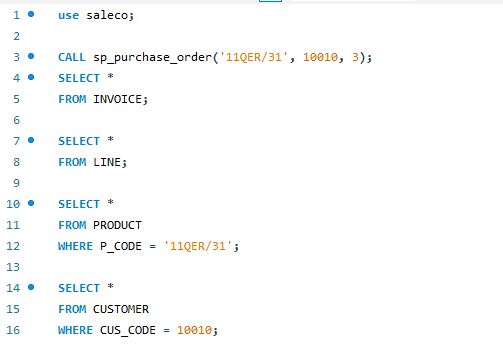 1 use saleco;
2
3 CALL sp_purchase_order('11QER/31', 10010, 3);
4 SELECT *
5 FROM INVOICE;
6
7 SELECT *
8 FROM LINE;
9
10 SELECT *
11 FROM PRODUCT
12 WHERE P_CODE = '11QER/31';
13
14 SELECT *
15 FROM CUSTOMER
16 WHERE CUS_CODE = 10010;